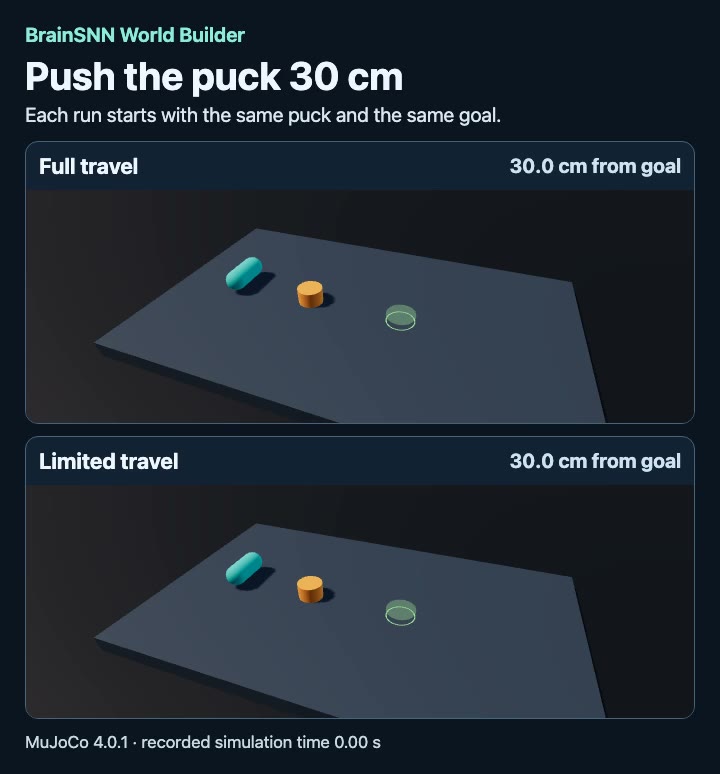 BrainSNN World Builder
Push the puck 30 cm
Each run starts with the same puck and the same goal.
Full travel
30.0 cm from goal
Limited travel
30.0 cm from goal
MuJoCo 4.0.1 · recorded simulation time 0.00 s